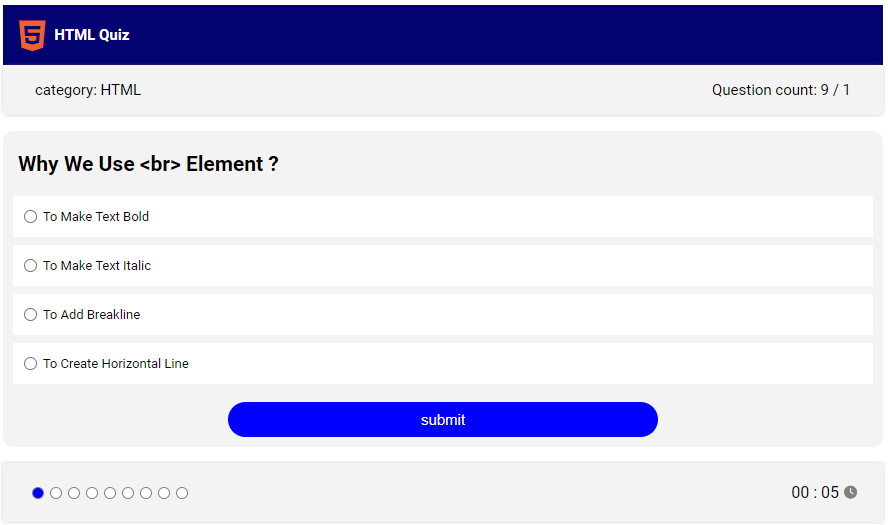 HTML Quiz
category: HTML
Question count: 9 / 1
Why We Use <br> Element ?
To Make Text Bold
To Make Text Italic
To Add Breakline
To Create Horizontal Line
submit
00 : 05